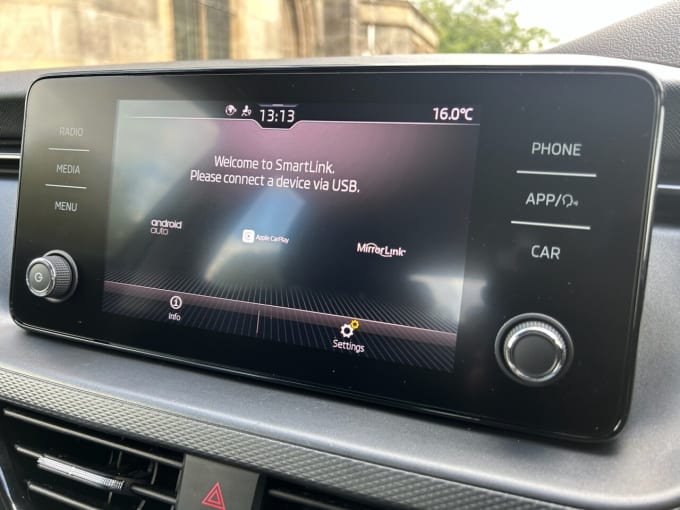 13:13
16.0°C
RADIO
MEDIA
MENU
Welcome to SmartLink.
Please connect a device via USB.
android
auto
Apple CarPlay
MirrorLink
Info
Settings
PHONE
APP/
CAR